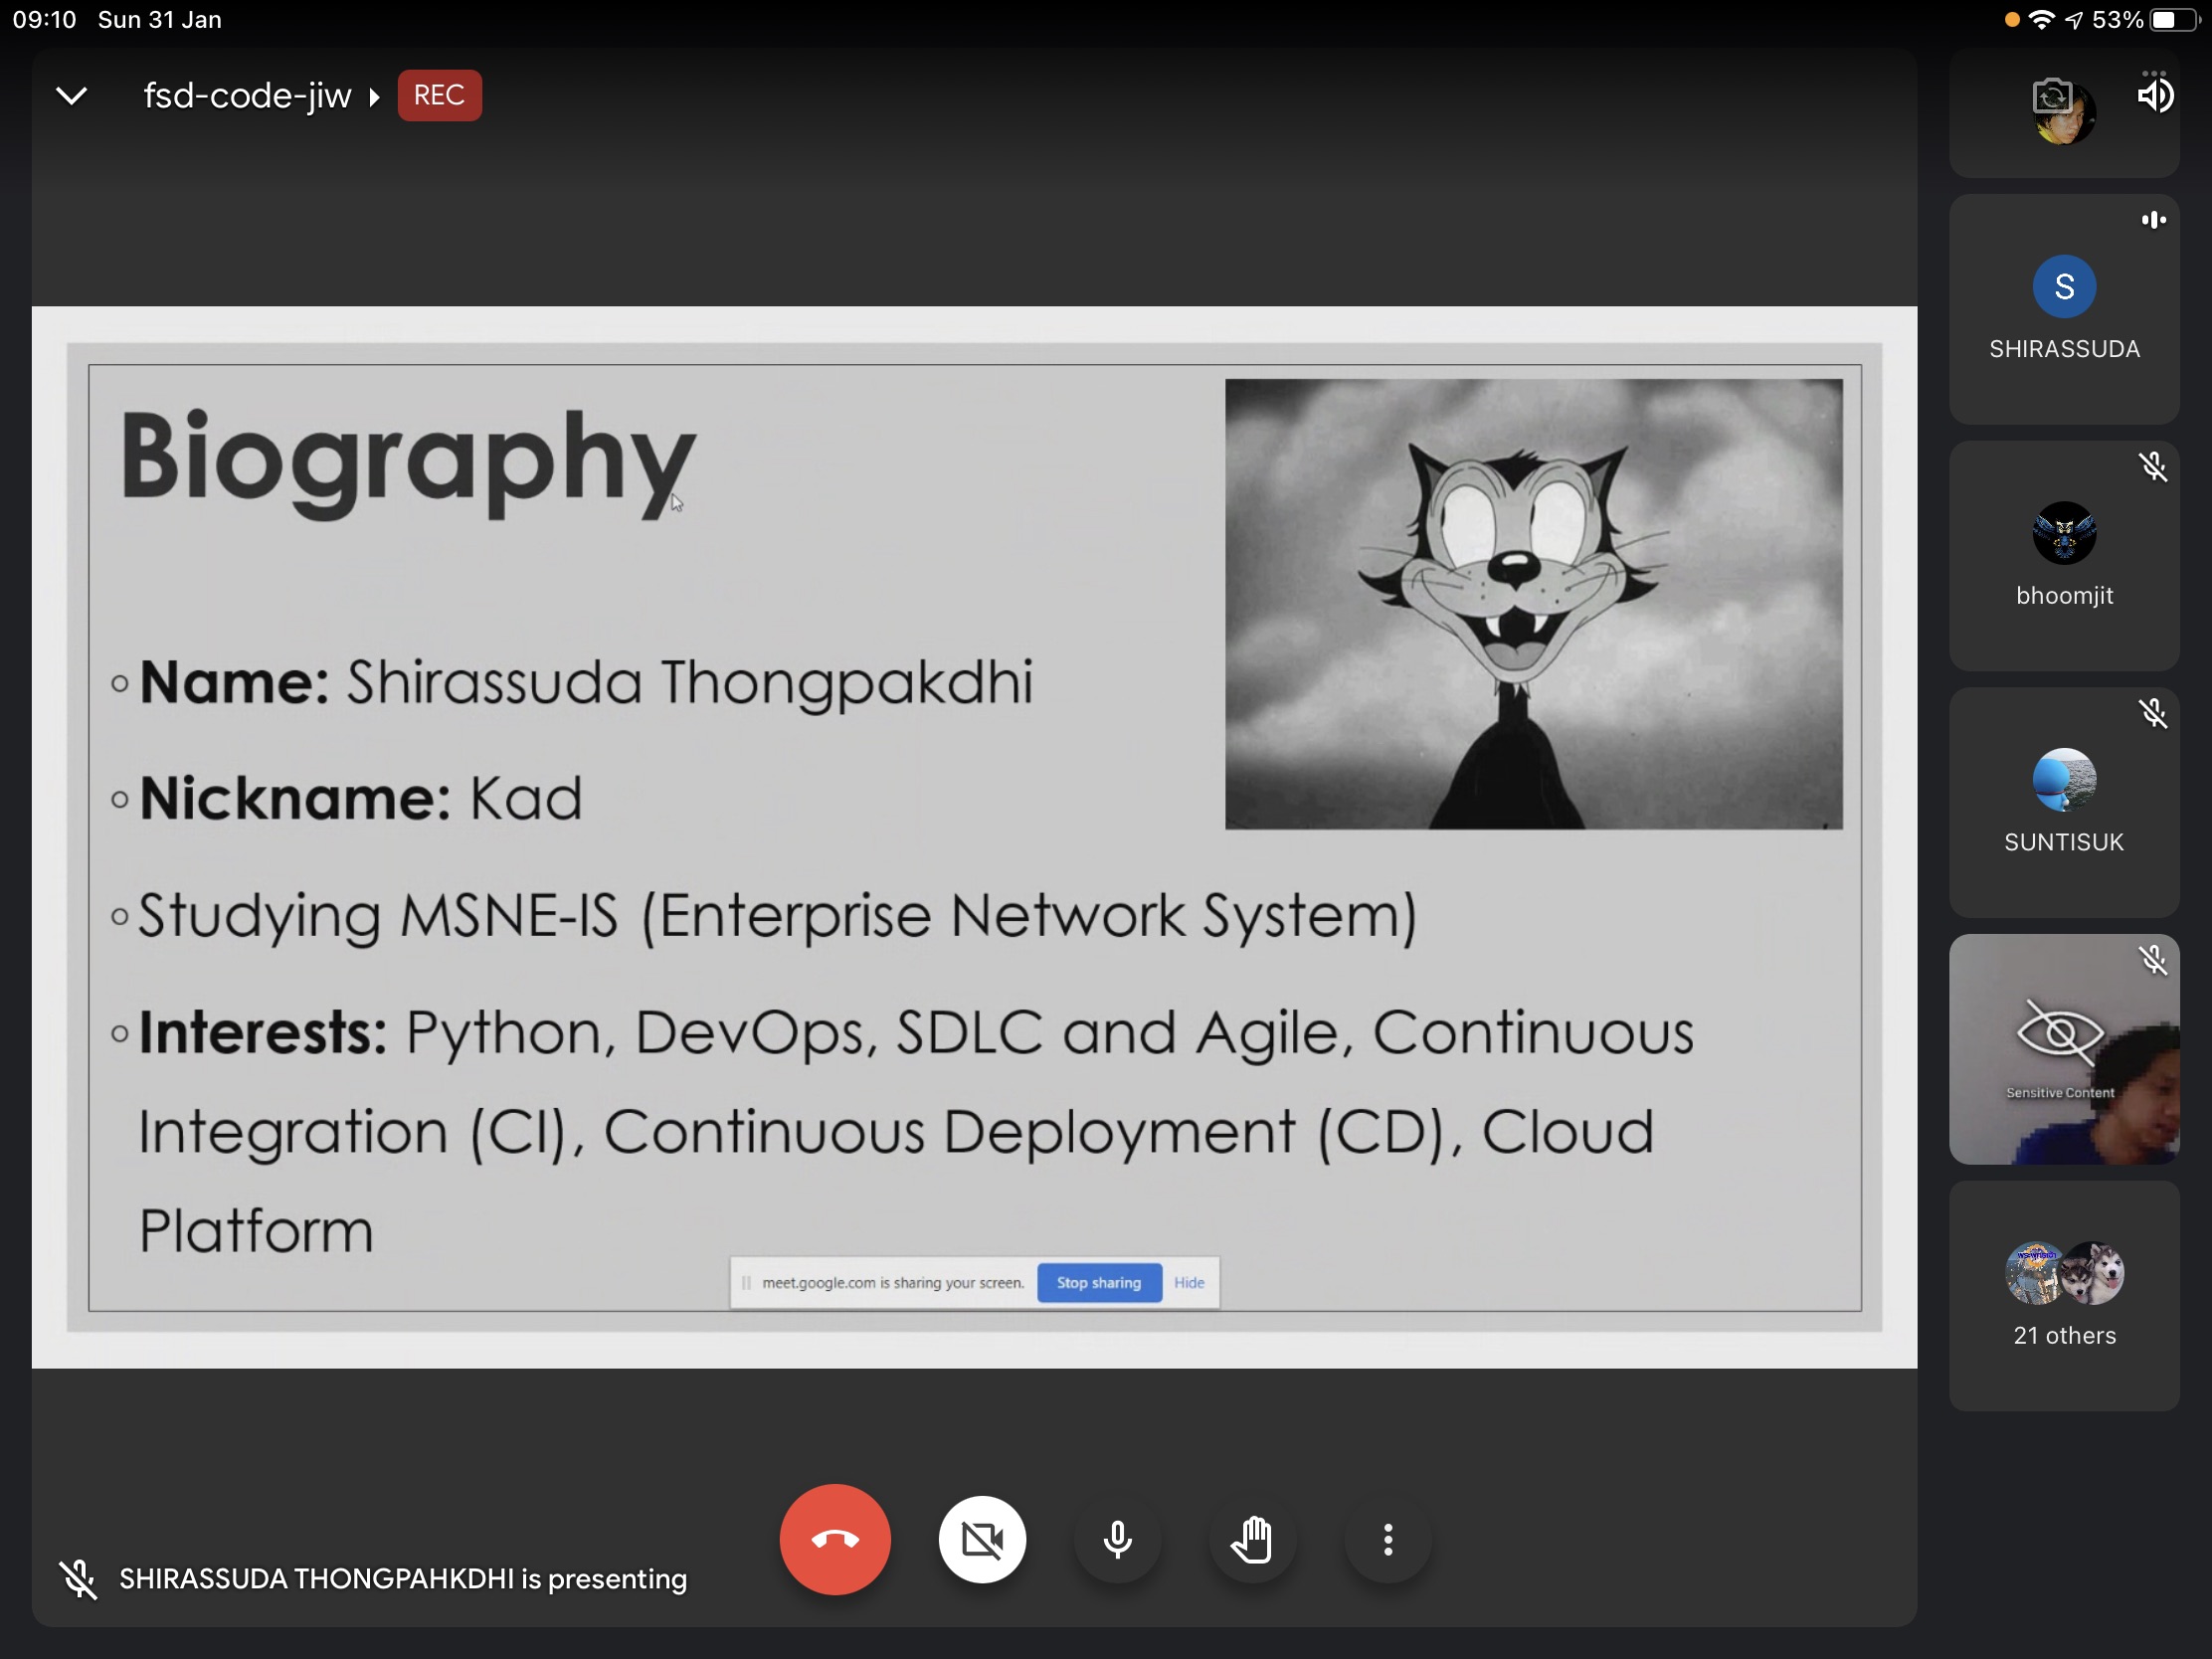 09:10 Sun 31 Jan
53%
fsd-code-jiw
REC
Biography
Name: Shirassuda Thongpakdhi
Nickname: Kad
Studying MSNE-IS (Enterprise Network System)
Interests: Python, DevOps, SDLC and Agile, Continuous
Integration (CI), Continuous Deployment (CD), Cloud
Platform
meet.google.com is sharing your screen. Stop sharing Hide
SHIRASSUDA THONGPAHKDHI is presenting
S
SHIRASSUDA
bhoomjit
SUNTISUK
Sensitive Content
21 others